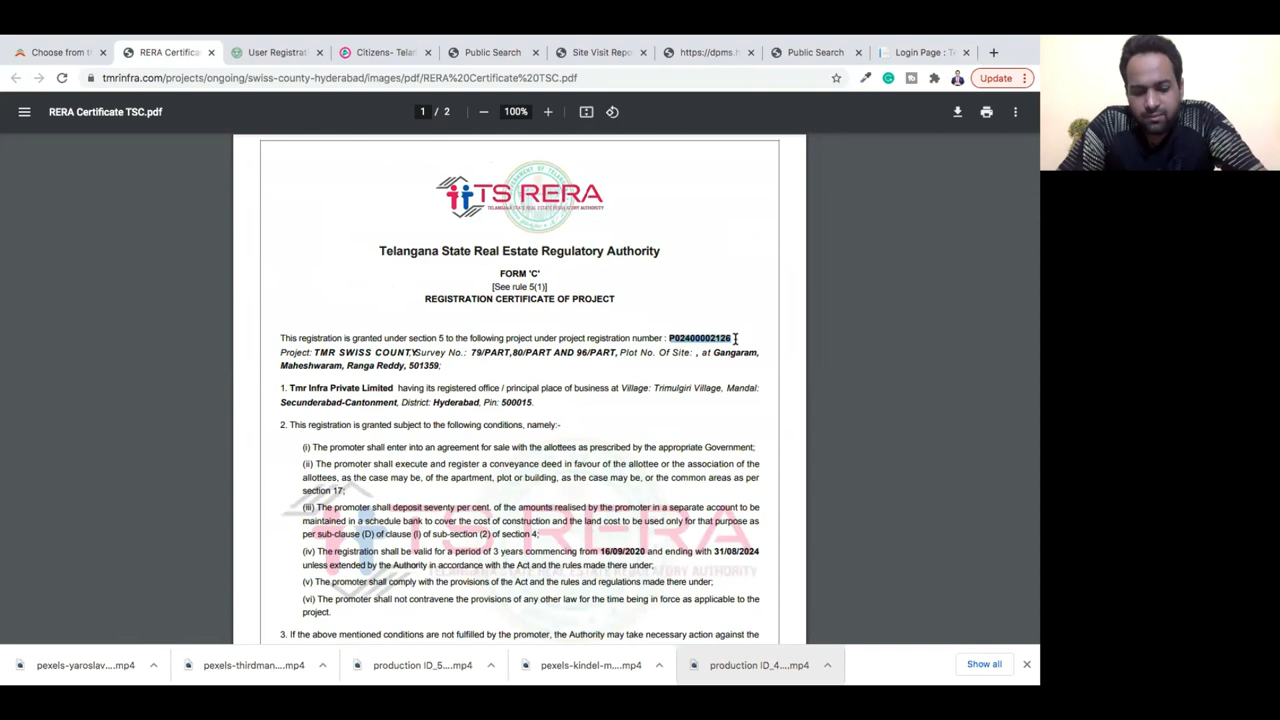 Choose from th
RERA Certifica
User Registrati
Citizens- Telan
Public Search
Site Visit Repo
https://dpms.h
Public Search
Login Page : Te
tmrinfra.com/projects/ongoing/swiss-county-hyderabad/images/pdf/RERA%20Certificate%20TSC.pdf
Update
RERA Certificate TSC.pdf
1 / 2
100%
TS RERA
TELANGANA STATE REAL ESTATE REGULATORY AUTHORITY
Telangana State Real Estate Regulatory Authority
FORM 'C'
[See rule 5(1)]
REGISTRATION CERTIFICATE OF PROJECT
This registration is granted under section 5 to the following project under project registration number : P02400002126
Project: TMR SWISS COUNTY, Survey No.: 79/PART,80/PART AND 96/PART, Plot No. Of Site: , at Gangaram,
Maheshwaram, Ranga Reddy, 501359;
1. Tmr Infra Private Limited having its registered office / principal place of business at Village: Trimulgiri Village, Mandal:
Secunderabad-Cantonment, District: Hyderabad, Pin: 500015.
2. This registration is granted subject to the following conditions, namely:-
(i) The promoter shall enter into an agreement for sale with the allottees as prescribed by the appropriate Government;
(ii) The promoter shall execute and register a conveyance deed in favour of the allottee or the association of the
allottees, as the case may be, of the apartment, plot or building, as the case may be, or the common areas as per
section 17;
(iii) The promoter shall deposit seventy per cent. of the amounts realised by the promoter in a separate account to be
maintained in a schedule bank to cover the cost of construction and the land cost to be used only for that purpose as
per sub-clause (D) of clause (l) of sub-section (2) of section 4;
(iv) The registration shall be valid for a period of 3 years commencing from 16/09/2020 and ending with 31/08/2024
unless extended by the Authority in accordance with the Act and the rules made there under;
(v) The promoter shall comply with the provisions of the Act and the rules and regulations made there under;
(vi) The promoter shall not contravene the provisions of any other law for the time being in force as applicable to the
project.
3. If the above mentioned conditions are not fulfilled by the promoter, the Authority may take necessary action against the
TS RERA
pexels-yaroslav....mp4
pexels-thirdman....mp4
production ID_5....mp4
pexels-kindel-m....mp4
production ID_4....mp4
Show all